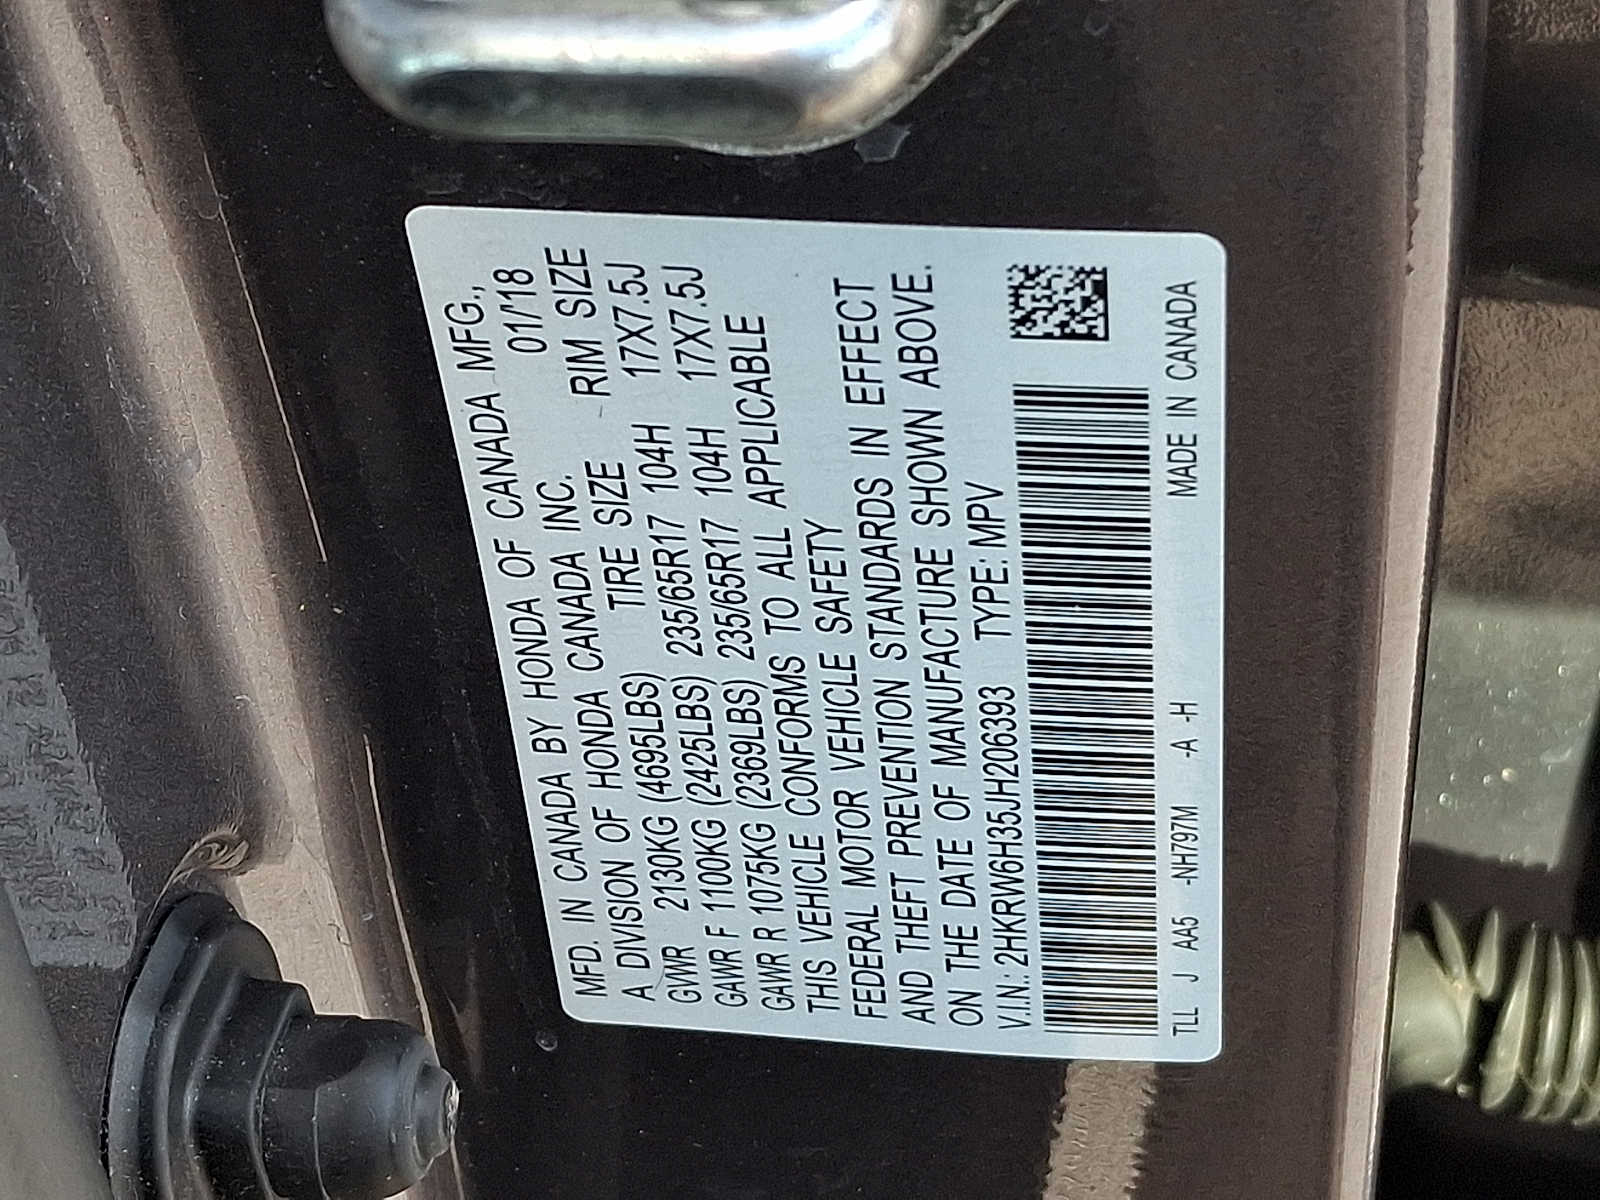 MFD. IN CANADA BY HONDA OF CANADA MFG.,
A DIVISION OF HONDA CANADA INC. 01/18
GVWR 2130KG (4695LBS) TIRE SIZE RIM SIZE
GAWR F 1100KG (2425LBS) 235/65R17 104H 17X7.5J
GAWR R 1075KG (2369LBS) 235/65R17 104H 17X7.5J
THIS VEHICLE CONFORMS TO ALL APPLICABLE
FEDERAL MOTOR VEHICLE SAFETY
AND THEFT PREVENTION STANDARDS IN EFFECT
ON THE DATE OF MANUFACTURE SHOWN ABOVE.
V.I.N.: 2HKRW6H35JH206393 TYPE: MPV
TLL J AA5 -NH797M -A -H MADE IN CANADA